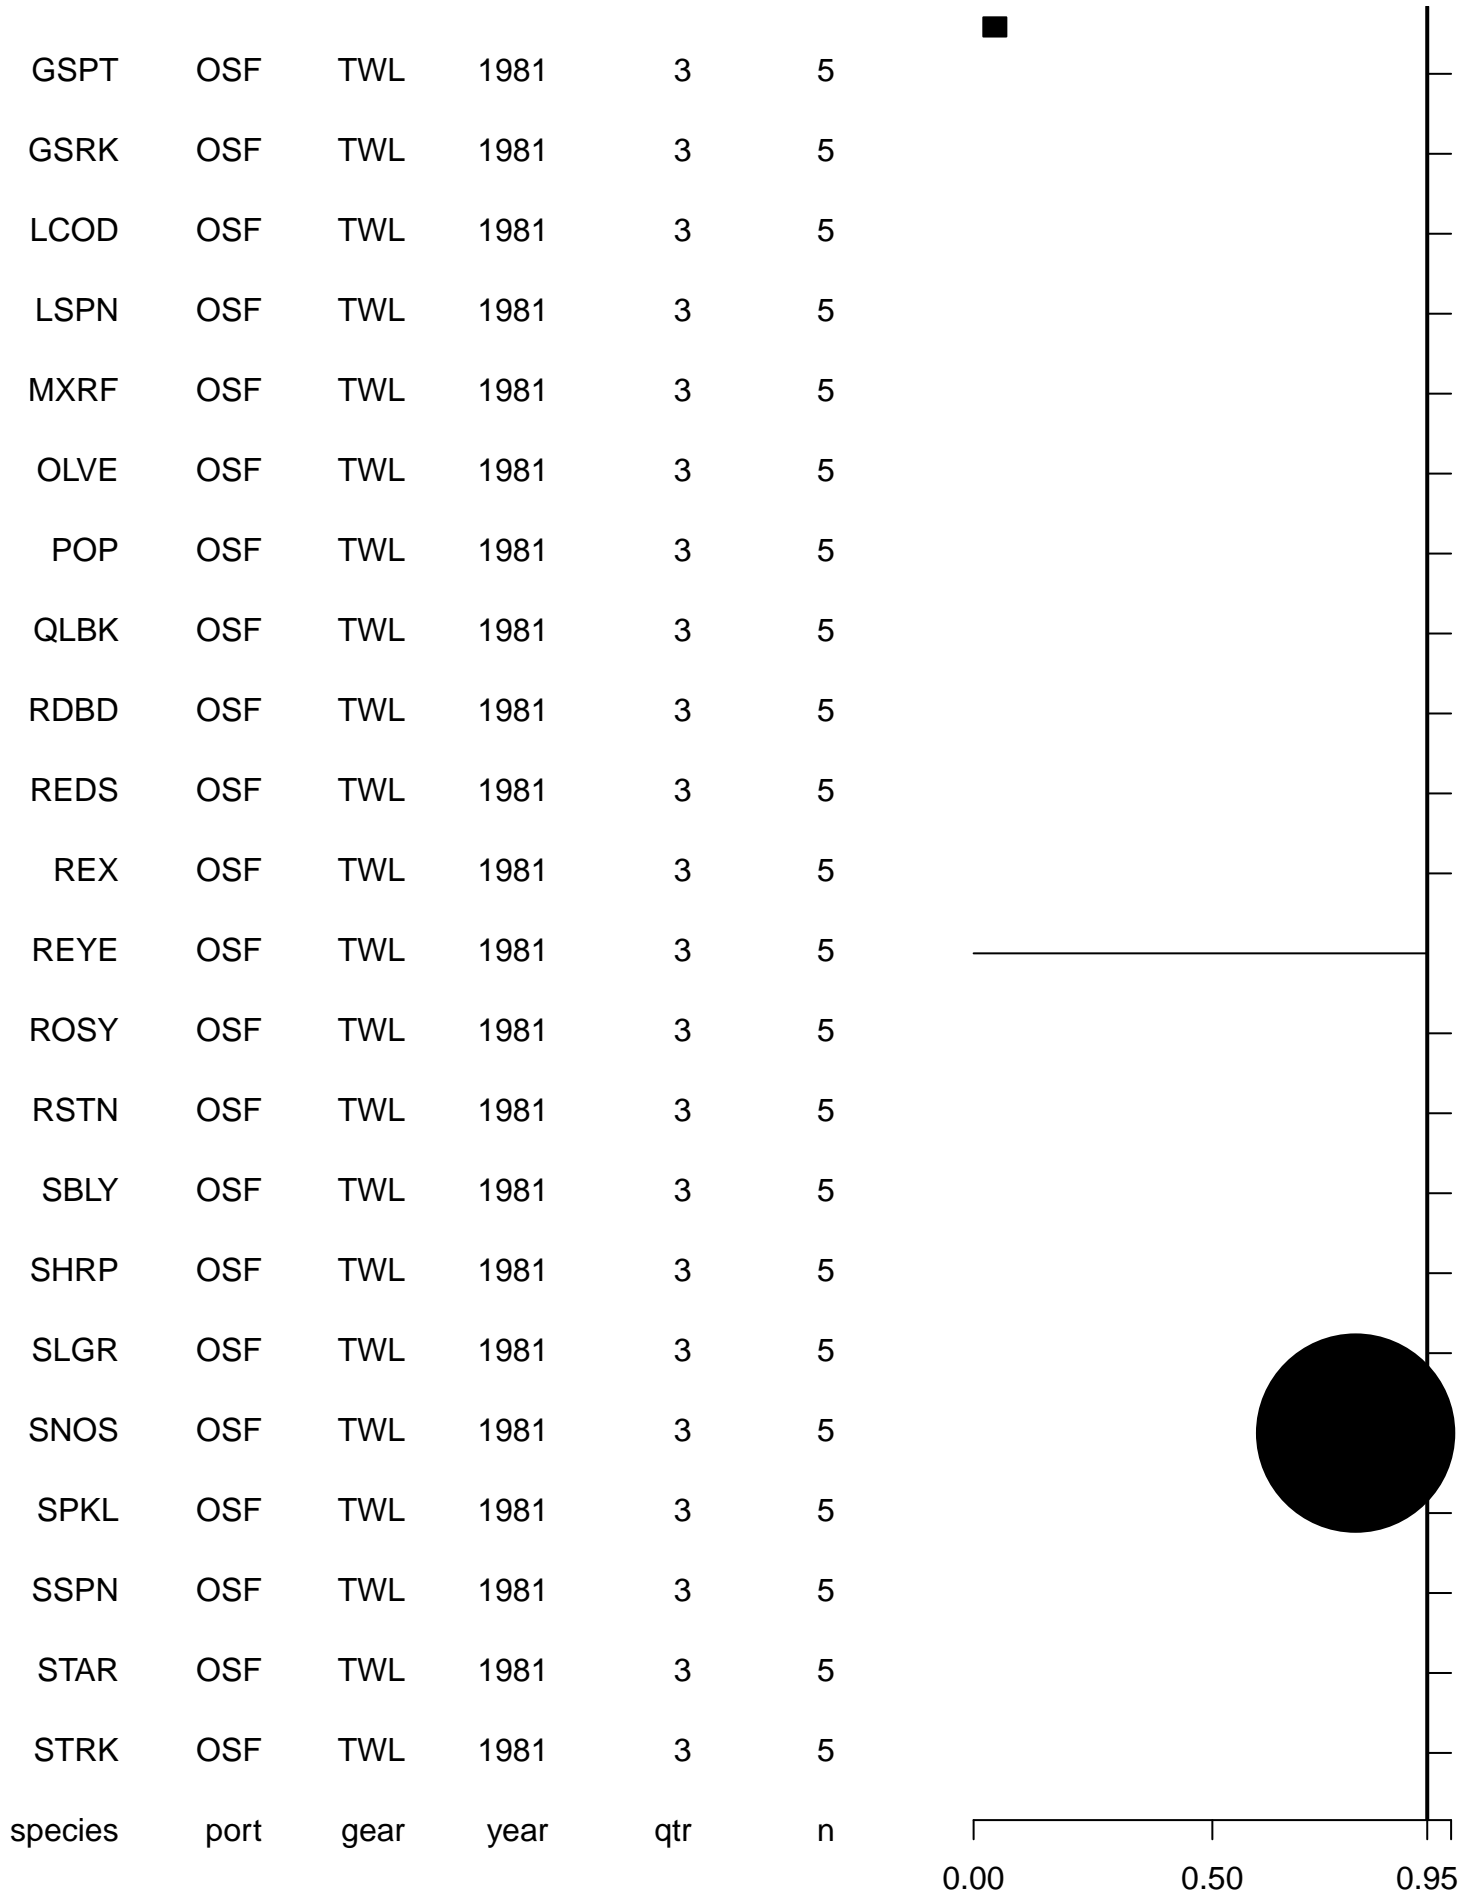 GSPT OSF TWL 1981 3 5
GSRK OSF TWL 1981 3 5
LCOD OSF TWL 1981 3 5
LSPN OSF TWL 1981 3 5
MXRF OSF TWL 1981 3 5
OLVE OSF TWL 1981 3 5
POP OSF TWL 1981 3 5
QLBK OSF TWL 1981 3 5
RDBD OSF TWL 1981 3 5
REDS OSF TWL 1981 3 5
REX OSF TWL 1981 3 5
REYE OSF TWL 1981 3 5
ROSY OSF TWL 1981 3 5
RSTN OSF TWL 1981 3 5
SBLY OSF TWL 1981 3 5
SHRP OSF TWL 1981 3 5
SLGR OSF TWL 1981 3 5
SNOS OSF TWL 1981 3 5
SPKL OSF TWL 1981 3 5
SSPN OSF TWL 1981 3 5
STAR OSF TWL 1981 3 5
STRK OSF TWL 1981 3 5
species port gear year qtr n
0.00 0.50 0.95